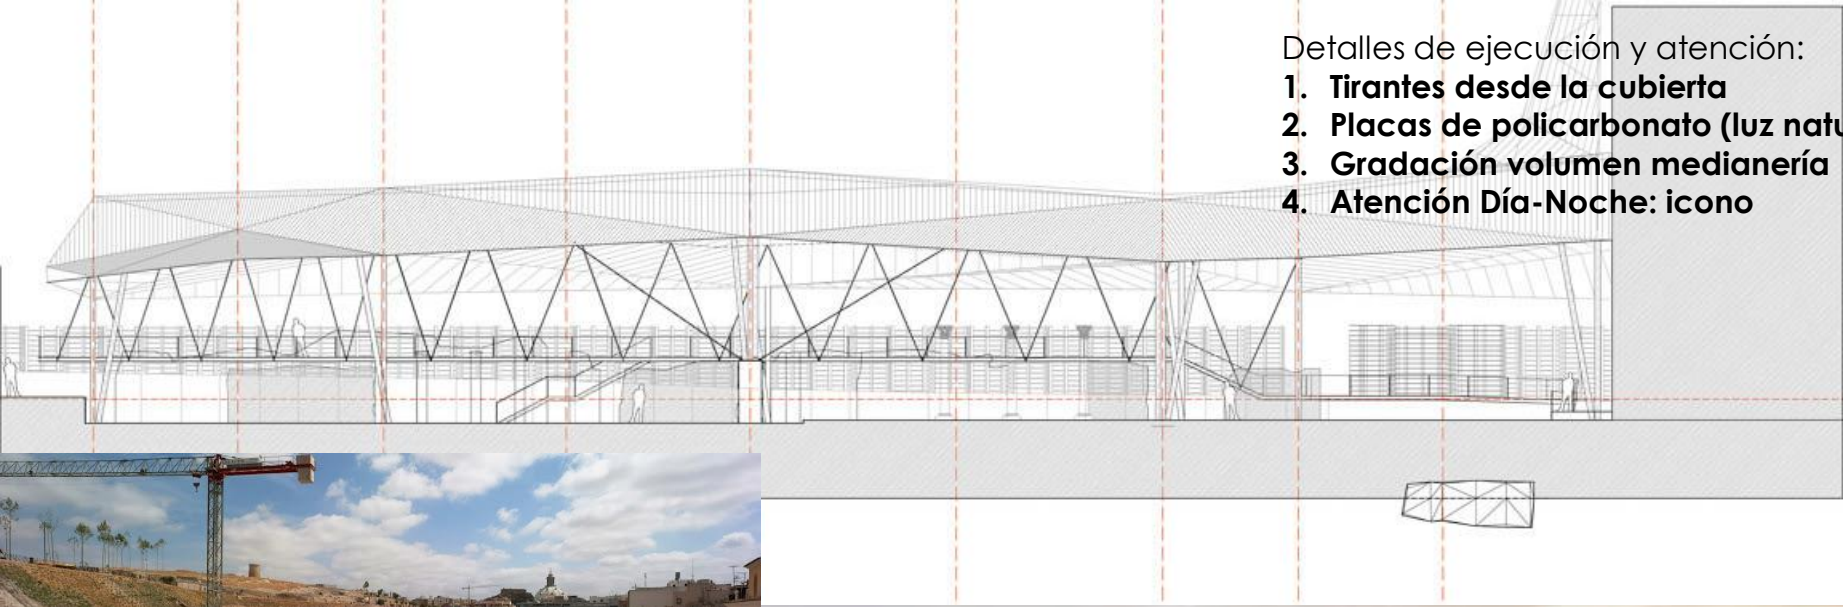 Detalles de ejecución y atención:
1. Tirantes desde la cubierta
2. Placas de policarbonato (luz natu
3. Gradación volumen medianería
4. Atención Día-Noche: icono